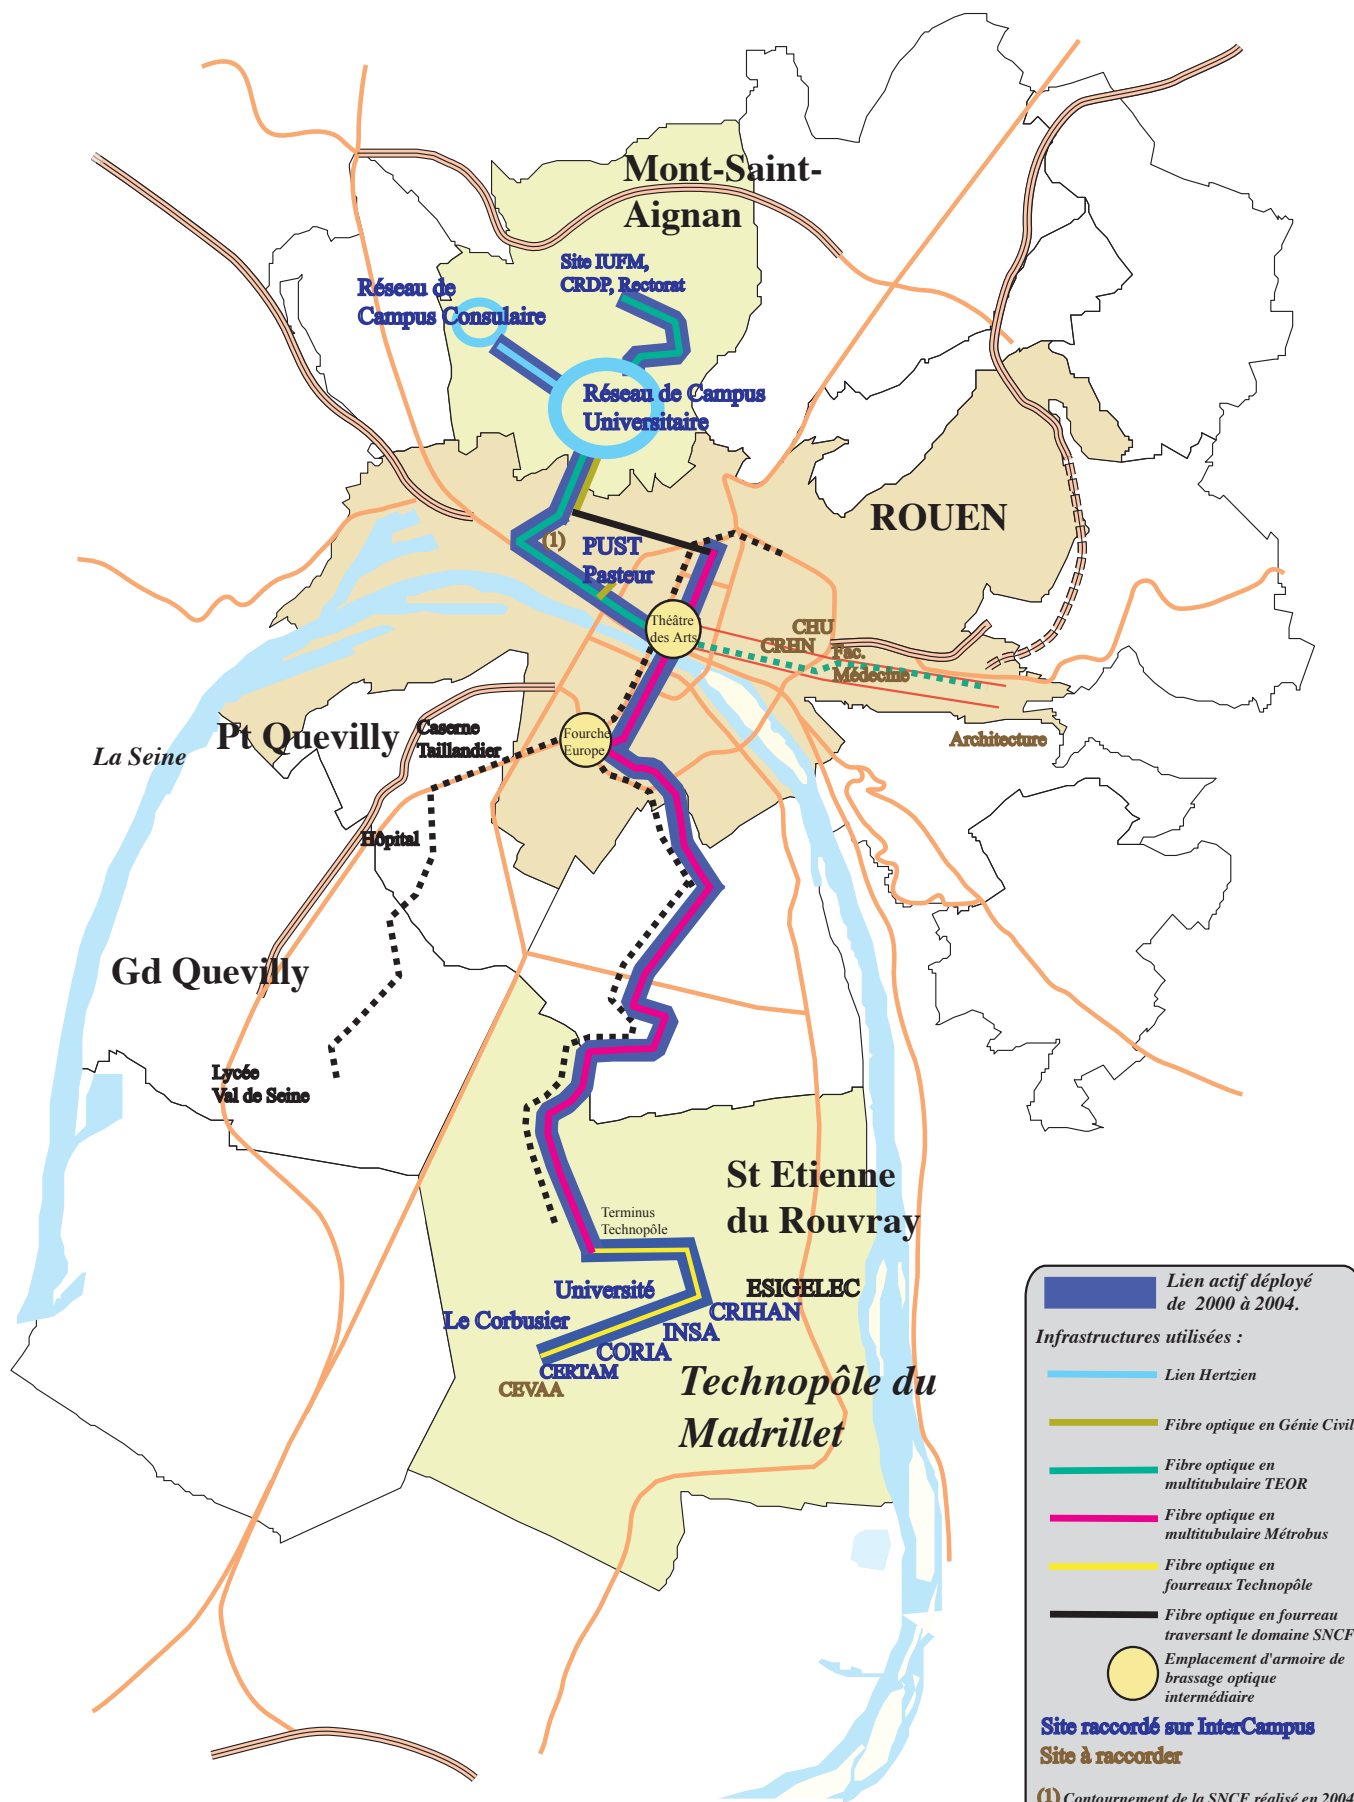 Mont-Saint-
Aignan
Site IUFM,
CRDP, Rectorat
Réseau de
Campus Consulaire
Réseau de Campus
Universitaire
ROUEN
(1)
PUST
Pasteur
Théâtre
des Arts
CHU
CRHN
Fac.
Médecine
Architecture
La Seine
Pt Quevilly
Caserne
Taillandier
Fourche
Europe
Hôpital
Gd Quevilly
Lycée
Val de Seine
St Etienne
du Rouvray
Terminus
Technopôle
Université
ESIGELEC
Le Corbusier
CRIHAN
INSA
CORIA
CERTAM
CEVAA
Technopôle du
Madrillet
Lien actif déployé
de 2000 à 2004.
Infrastructures utilisées :
Lien Hertzien
Fibre optique en Génie Civil
Fibre optique en
multitubulaire TEOR
Fibre optique en
multitubulaire Métrobus
Fibre optique en
fourreaux Technopôle
Fibre optique en fourreau
traversant le domaine SNCF
Emplacement d'armoire de
brassage optique
intermédiaire
Site raccordé sur InterCampus
Site à raccorder
(1) Contournement de la SNCF réalisé en 2004